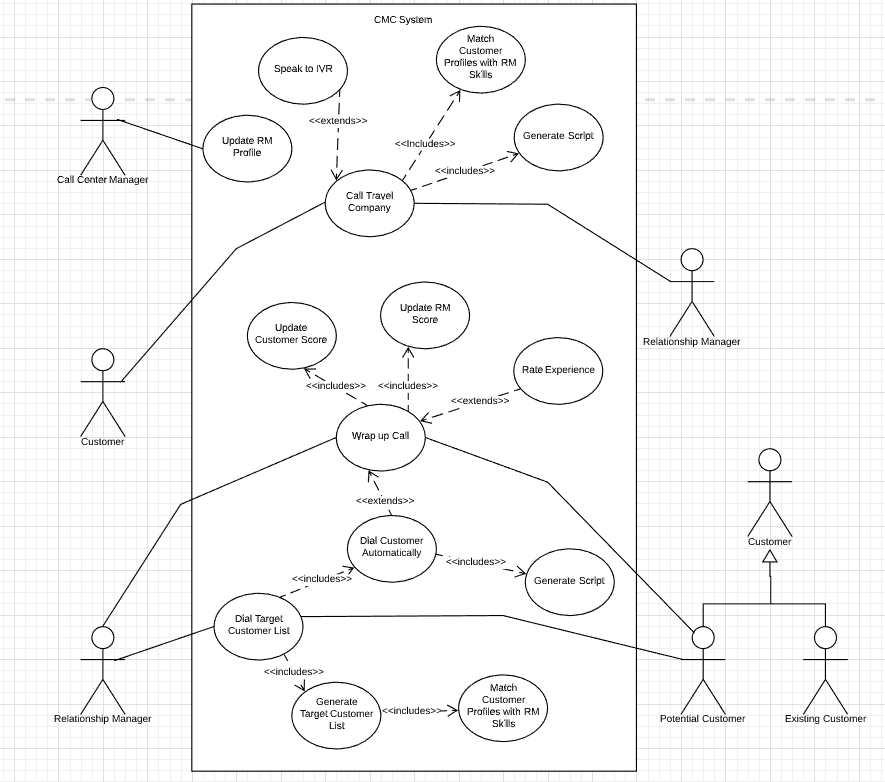 CMC System
Speak to IVR
Match
Customer
Profiles with RM
Skills
<<extends>>
<<Includes>>
Generate Script
<<includes>>
Update RM
Profile
Call Center Manager
Call Travel
Company
Relationship Manager
Customer
Update
Customer Score
Update RM
Score
Rate Experience
<<includes>>
<<includes>>
<<extends>>
Wrap up Call
<<extends>>
Customer
Dial Customer
Automatically
<<includes>>
Generate Script
<<includes>>
Dial Target
Customer List
<<includes>>
Relationship Manager
Generate
Target Customer
List
<<includes>>
Match
Customer
Profiles with RM
Skills
Potential Customer
Existing Customer